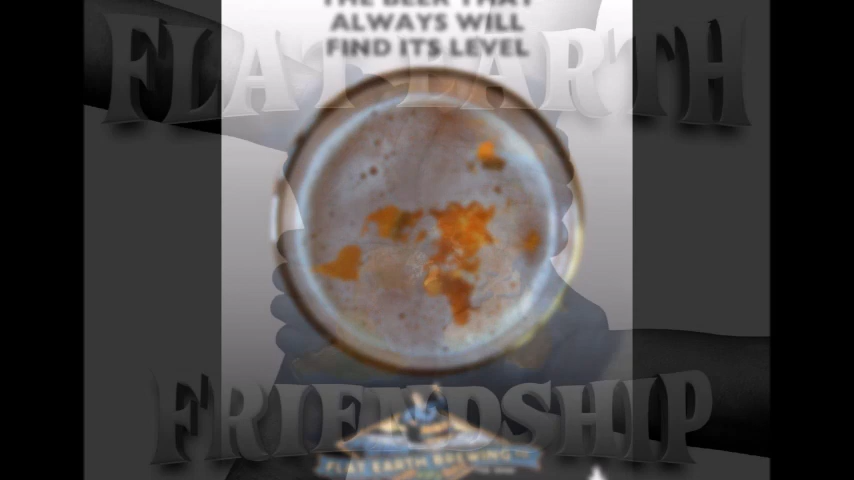 THE BEER THAT
ALWAYS WILL
FIND ITS LEVEL
FLAT EARTH
FRIENDSHIP
FLAT EARTH BREWING